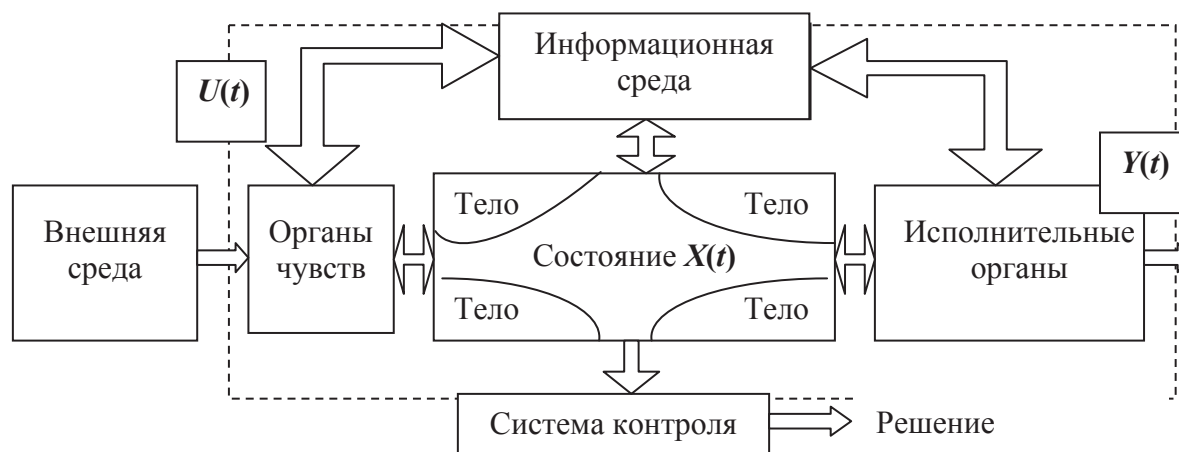 Информационная
среда
U(t)
Y(t)
Внешняя
среда
Органы
чувств
Тело
Тело
Состояние X(t)
Тело
Тело
Исполнительные
органы
Система контроля
Решение